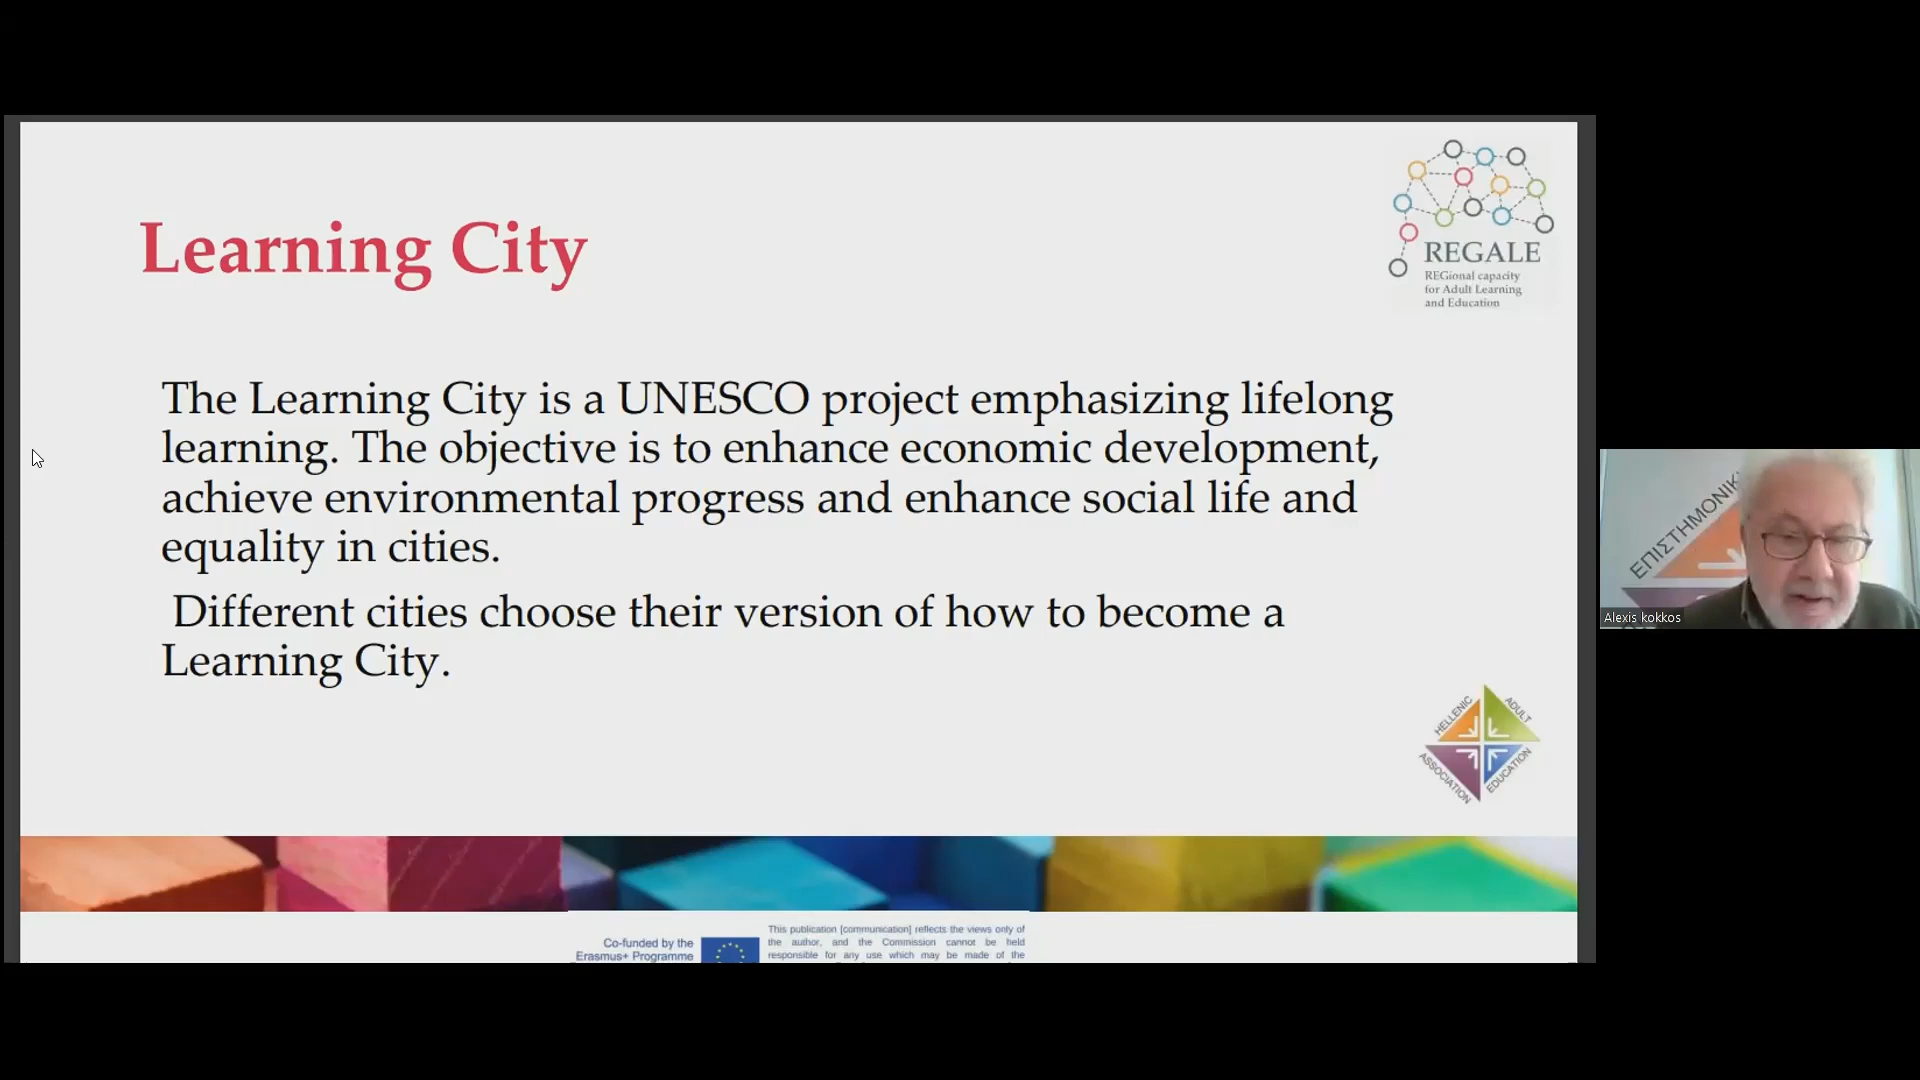 Learning City
REGALE
REGional capacity
for Adult Learning
and Education
The Learning City is a UNESCO project emphasizing lifelong
learning. The objective is to enhance economic development,
achieve environmental progress and enhance social life and
equality in cities.
Different cities choose their version of how to become a
Learning City.
ΕΠΙΣΤΗΜΟΝΙΚ
Alexis kokkos
HELLENIC
ADULT
ASSOCIATION
EDUCATION
Co-funded by the
Erasmus+ Programme
This publication [communication] reflects the views only of
the author, and the Commission cannot be held
responsible for any use which may be made of the